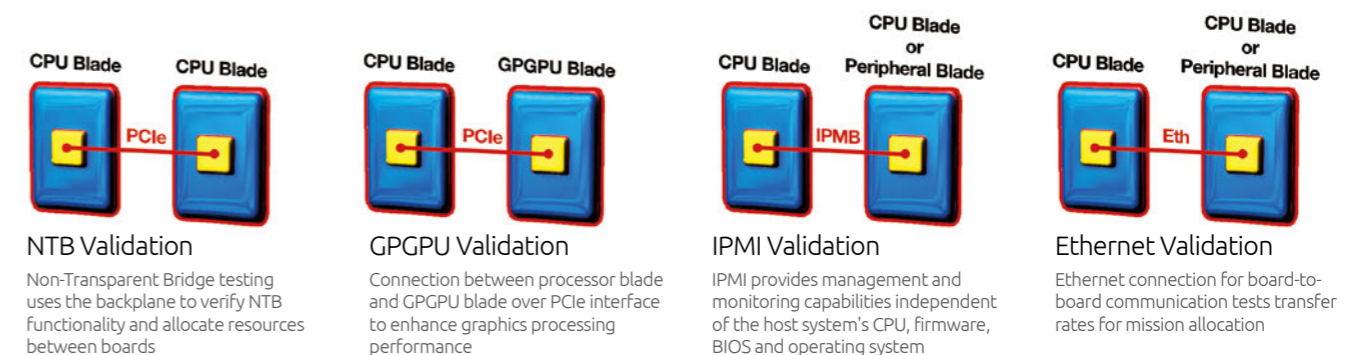 CPU Blade
CPU Blade
PCIe
NTB Validation
Non-Transparent Bridge testing
uses the backplane to verify NTB
functionality and allocate resources
between boards
CPU Blade
GPGPU Blade
PCIe
GPGPU Validation
Connection between processor blade
and GPGPU blade over PCIe interface
to enhance graphics processing
performance
CPU Blade
CPU Blade
or
Peripheral Blade
IPMB
IPMI Validation
IPMI provides management and
monitoring capabilities independent
of the host system's CPU, firmware,
BIOS and operating system
CPU Blade
CPU Blade
or
Peripheral Blade
Eth
Ethernet Validation
Ethernet connection for board-to-
board communication tests transfer
rates for mission allocation